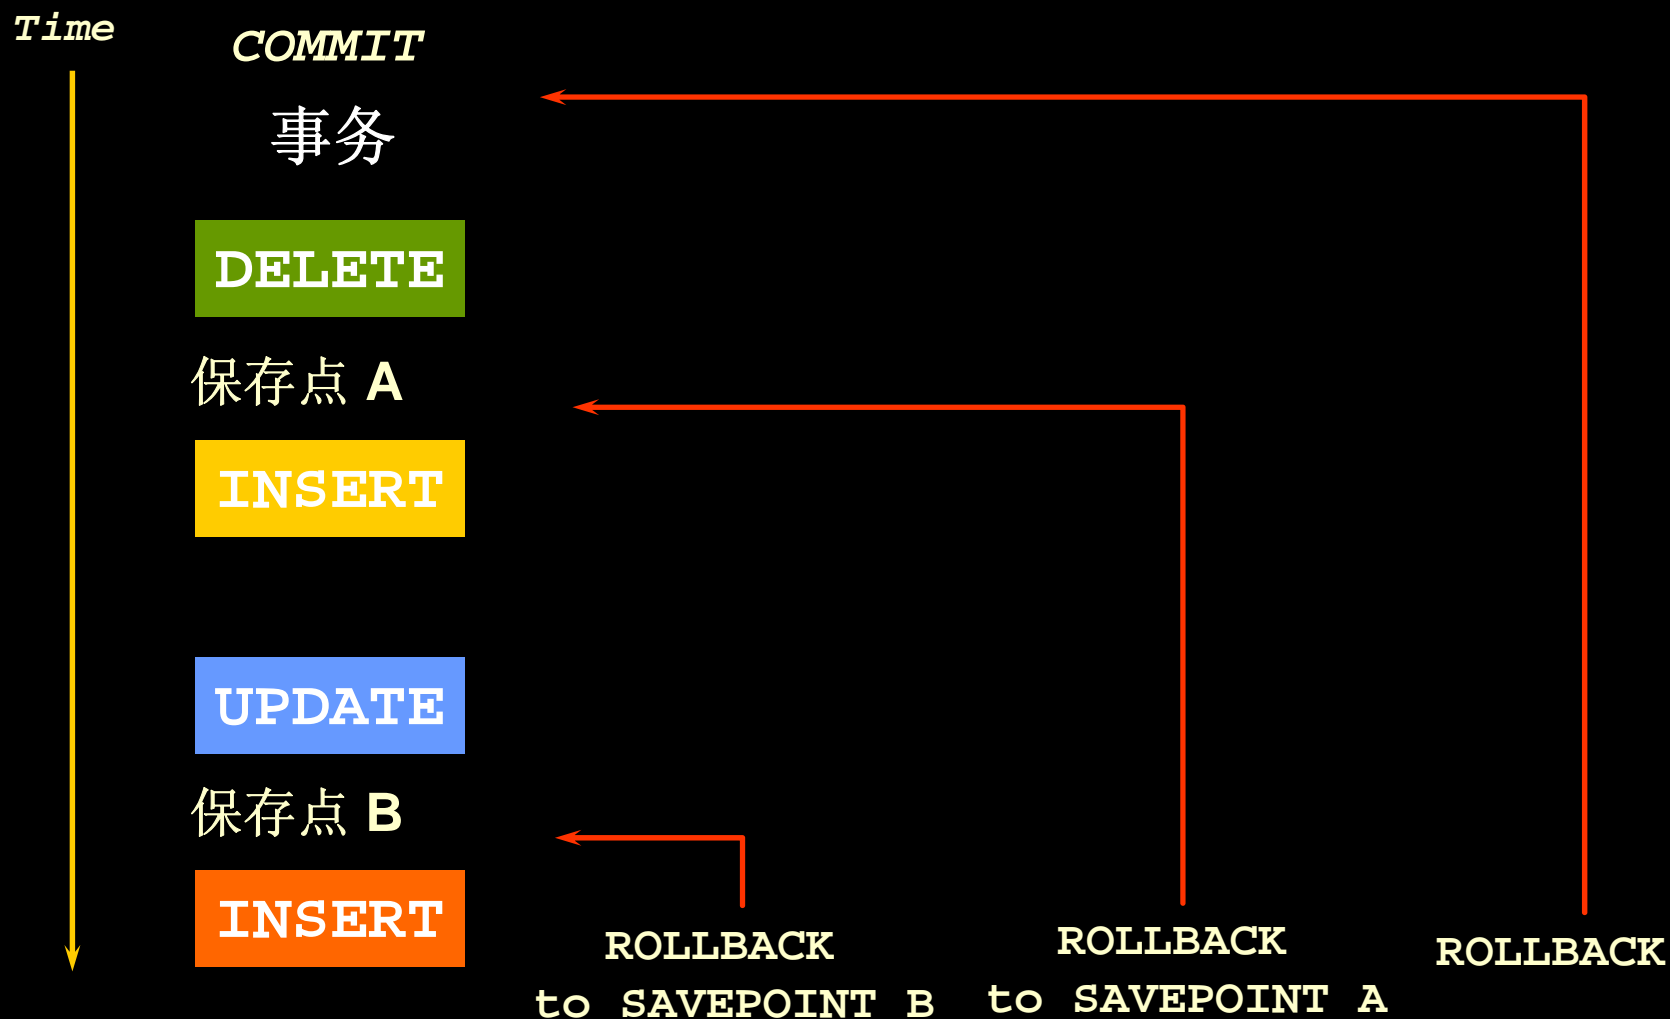 Time
COMMIT
事务
DELETE
保存点 A
INSERT
UPDATE
保存点 B
INSERT
ROLLBACK
to SAVEPOINT B
ROLLBACK
to SAVEPOINT A
ROLLBACK